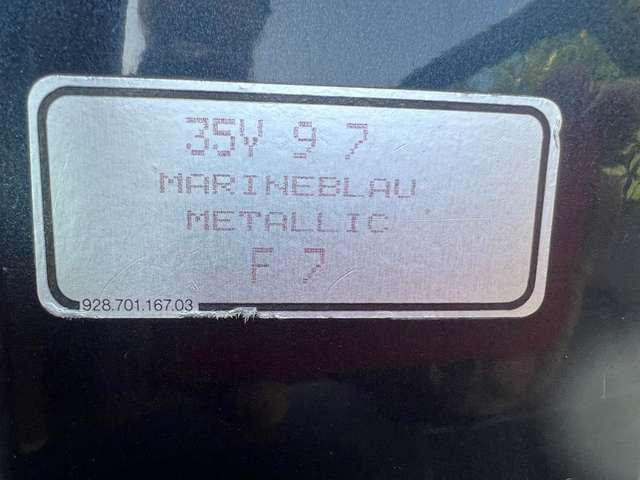 35V 9 7
MARINEBLAU
METALLIC
F 7
928.701.167.03